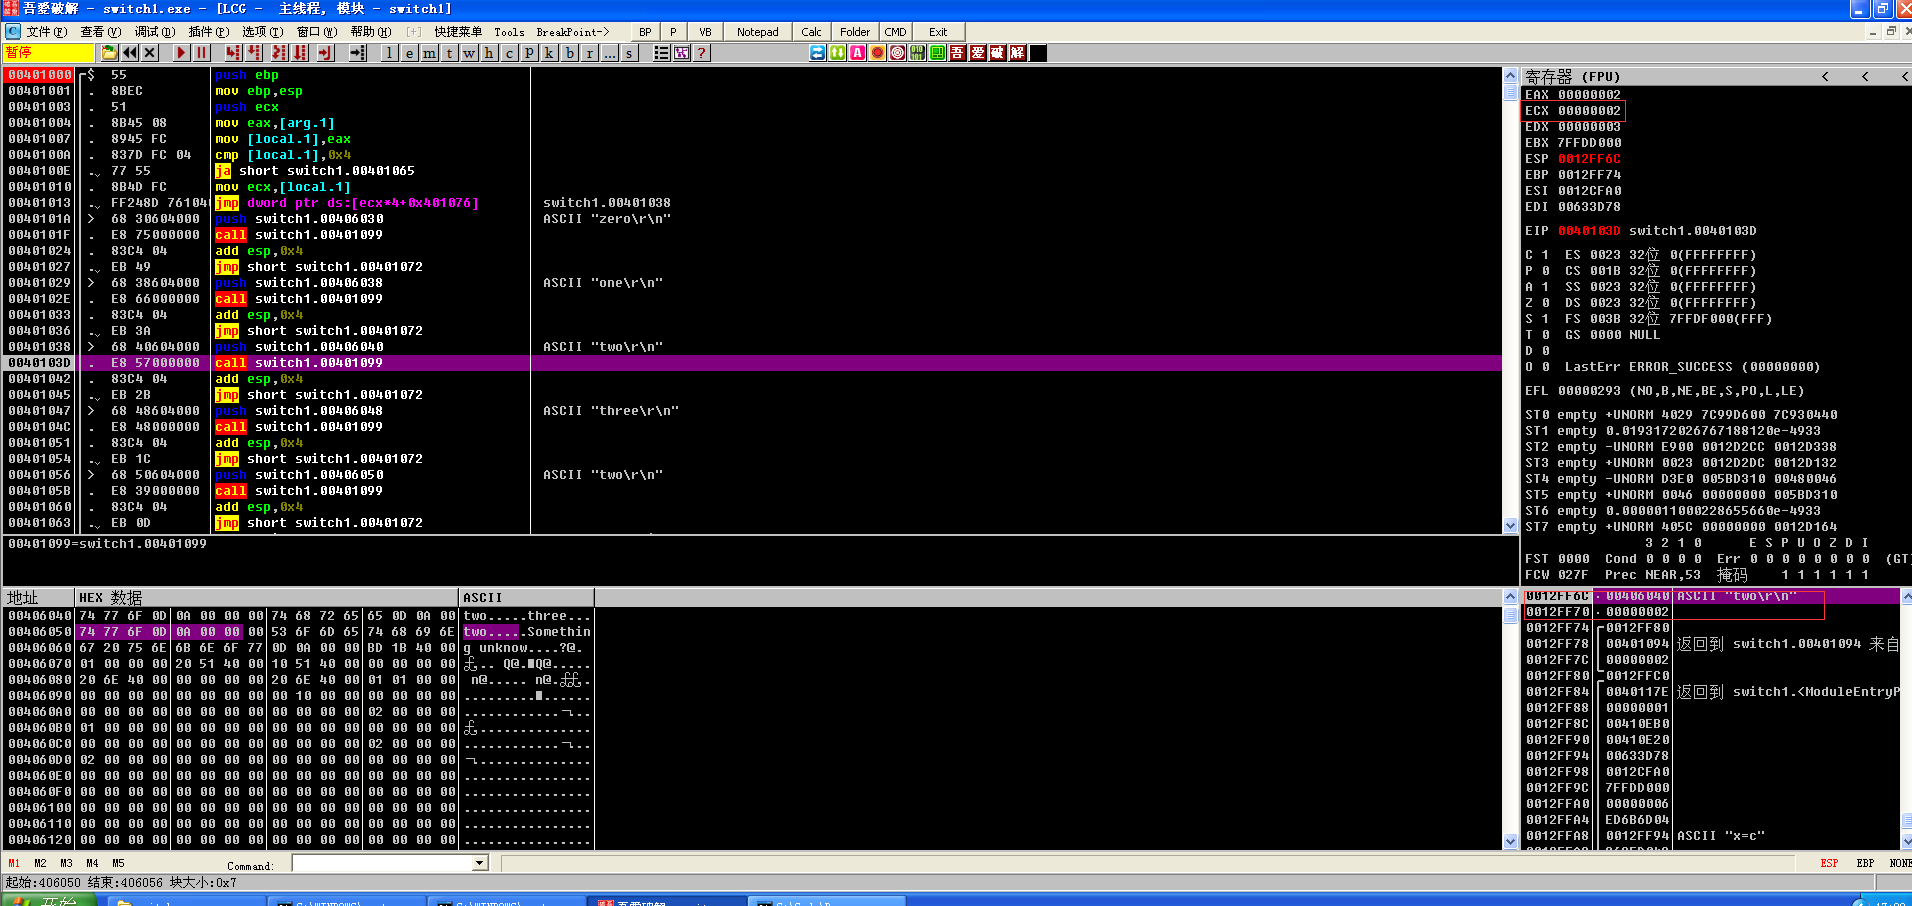 吾爱破解 - switch1.exe - [LCG - 主线程, 模块 - switch1]
文件(F) 查看(V) 调试(D) 插件(P) 选项(T) 窗口(W) 帮助(H) [+] 快捷菜单 Tools BreakPoint-> BP P VB Notepad Calc Folder CMD Exit
暂停 l e m t w h c P k b r ... s ? 吾 爱 破 解
00401000 $ 55 push ebp
00401001 . 8BEC mov ebp,esp
00401003 . 51 push ecx
00401004 . 8B45 08 mov eax,[arg.1]
00401007 . 8945 FC mov [local.1],eax
0040100A . 837D FC 04 cmp [local.1],0x4
0040100E . 77 55 ja short switch1.00401065
00401010 . 8B4D FC mov ecx,[local.1]
00401013 . FF248D 76104 jmp dword ptr ds:[ecx*4+0x401076] switch1.00401038
0040101A > 68 30604000 push switch1.00406030 ASCII "zero\r\n"
0040101F . E8 75000000 call switch1.00401099
00401024 . 83C4 04 add esp,0x4
00401027 . EB 49 jmp short switch1.00401072
00401029 > 68 38604000 push switch1.00406038 ASCII "one\r\n"
0040102E . E8 66000000 call switch1.00401099
00401033 . 83C4 04 add esp,0x4
00401036 . EB 3A jmp short switch1.00401072
00401038 > 68 40604000 push switch1.00406040 ASCII "two\r\n"
0040103D . E8 57000000 call switch1.00401099
00401042 . 83C4 04 add esp,0x4
00401045 . EB 2B jmp short switch1.00401072
00401047 > 68 48604000 push switch1.00406048 ASCII "three\r\n"
0040104C . E8 48000000 call switch1.00401099
00401051 . 83C4 04 add esp,0x4
00401054 . EB 1C jmp short switch1.00401072
00401056 > 68 50604000 push switch1.00406050 ASCII "two\r\n"
0040105B . E8 39000000 call switch1.00401099
00401060 . 83C4 04 add esp,0x4
00401063 . EB 0D jmp short switch1.00401072
00401099=switch1.00401099
寄存器 (FPU) < < <
EAX 00000002
ECX 00000002
EDX 00000003
EBX 7FFDD000
ESP 0012FF6C
EBP 0012FF74
ESI 0012CFA0
EDI 00633D78
EIP 0040103D switch1.0040103D
C 1 ES 0023 32位 0(FFFFFFFF)
P 0 CS 001B 32位 0(FFFFFFFF)
A 1 SS 0023 32位 0(FFFFFFFF)
Z 0 DS 0023 32位 0(FFFFFFFF)
S 1 FS 003B 32位 7FFDF000(FFF)
T 0 GS 0000 NULL
D 0
O 0 LastErr ERROR_SUCCESS (00000000)
EFL 00000293 (NO,B,NE,BE,S,PO,L,LE)
ST0 empty +UNORM 4029 7C99D600 7C930440
ST1 empty 0.0193172026767188120e-4933
ST2 empty -UNORM E900 0012D2CC 0012D338
ST3 empty +UNORM 0023 0012D2DC 0012D132
ST4 empty -UNORM D3E0 005BD310 00480046
ST5 empty +UNORM 0046 00000000 005BD310
ST6 empty 0.0000011000228655660e-4933
ST7 empty +UNORM 405C 00000000 0012D164
3 2 1 0 E S P U O Z D I
FST 0000 Cond 0 0 0 0 Err 0 0 0 0 0 0 0 0 (GT
FCW 027F Prec NEAR,53 掩码 1 1 1 1 1 1
地址 HEX 数据 ASCII
00406040 74 77 6F 0D 0A 00 00 00 74 68 72 65 65 0D 0A 00 two.....three...
00406050 74 77 6F 0D 0A 00 00 00 53 6F 6D 65 74 68 69 6E two.....Somethin
00406060 67 20 75 6E 6B 6E 6F 77 0D 0A 00 00 BD 1B 40 00 g unknow....?@.
00406070 01 00 00 00 20 51 40 00 10 51 40 00 00 00 00 00
00406080 20 6E 40 00 00 00 00 00 20 6E 40 00 01 01 00 00
00406090 00 00 00 00 00 00 00 00 00 10 00 00 00 00 00 00
004060A0 00 00 00 00 00 00 00 00 00 00 00 00 02 00 00 00
004060B0 01 00 00 00 00 00 00 00 00 00 00 00 00 00 00 00
004060C0 00 00 00 00 00 00 00 00 00 00 00 00 02 00 00 00
004060D0 02 00 00 00 00 00 00 00 00 00 00 00 00 00 00 00
004060E0 00 00 00 00 00 00 00 00 00 00 00 00 00 00 00 00 ................
004060F0 00 00 00 00 00 00 00 00 00 00 00 00 00 00 00 00 ................
00406100 00 00 00 00 00 00 00 00 00 00 00 00 00 00 00 00 ................
00406110 00 00 00 00 00 00 00 00 00 00 00 00 00 00 00 00 ................
00406120 00 00 00 00 00 00 00 00 00 00 00 00 00 00 00 00 ................
0012FF6C 00406040 ASCII "two\r\n"
0012FF70 00000002
0012FF74 0012FF80
0012FF78 00401094 返回到 switch1.00401094 来自
0012FF7C 00000002
0012FF80 0012FFC0
0012FF84 0040117E 返回到 switch1.<ModuleEntryP
0012FF88 00000001
0012FF8C 00410EB0
0012FF90 00410E20
0012FF94 00633D78
0012FF98 0012CFA0
0012FF9C 7FFDD000
0012FFA0 00000006
0012FFA4 ED6B6D04
0012FFA8 0012FF94 ASCII "x=c"
M1 M2 M3 M4 M5 Command: ESP EBP NONE
起始:406050 结束:406056 块大小:0x7
开始